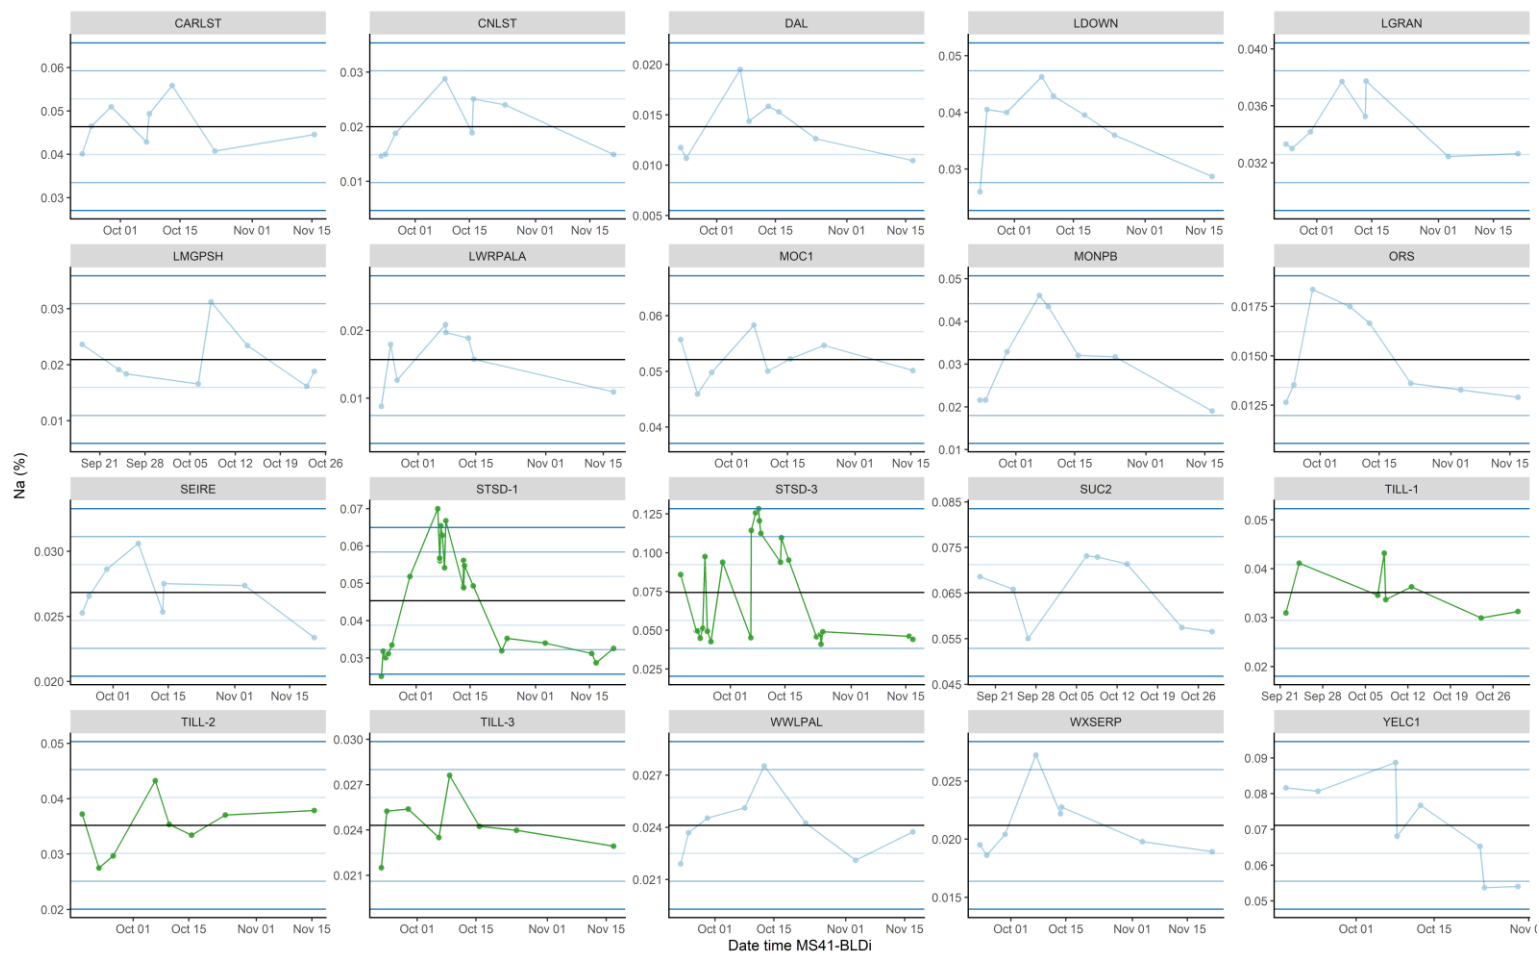 CARLST CNLST DAL LDOWN LGRAN
0.06 0.05 0.04 0.03
0.03 0.02 0.01
0.020 0.015 0.010 0.005
0.05 0.04 0.03
0.040 0.036 0.032
Oct 01 Oct 15 Nov 01 Nov 15 Oct 01 Oct 15 Nov 01 Nov 15 Oct 01 Oct 15 Nov 01 Nov 15 Oct 01 Oct 15 Nov 01 Nov 15 Oct 01 Oct 15 Nov 01 Nov 15
LMGPSH LWRPALA MOC1 MONPB ORS
0.03 0.02 0.01
0.02 0.01
0.06 0.05 0.04
0.05 0.04 0.03 0.02 0.01
0.0175 0.0150 0.0125
Sep 21 Sep 28 Oct 05 Oct 12 Oct 19 Oct 26 Oct 01 Oct 15 Nov 01 Nov 15 Oct 01 Oct 15 Nov 01 Nov 15 Oct 01 Oct 15 Nov 01 Nov 15 Oct 01 Oct 15 Nov 01 Nov 15
Na (%)
SEIRE STSD-1 STSD-3 SUC2 TILL-1
0.030 0.025 0.020
0.07 0.06 0.05 0.04 0.03
0.125 0.100 0.075 0.050 0.025
0.085 0.075 0.065 0.055 0.045
0.05 0.04 0.03 0.02
Oct 01 Oct 15 Nov 01 Nov 15 Oct 01 Oct 15 Nov 01 Nov 15 Oct 01 Oct 15 Nov 01 Nov 15 Sep 21 Sep 28 Oct 05 Oct 12 Oct 19 Oct 26 Sep 21 Sep 28 Oct 05 Oct 12 Oct 19 Oct 26
TILL-2 TILL-3 WWLPAL WXSERP YELC1
0.05 0.04 0.03 0.02
0.030 0.027 0.024 0.021
0.027 0.024 0.021
0.025 0.020 0.015
0.09 0.08 0.07 0.06 0.05
Oct 01 Oct 15 Nov 01 Nov 15 Oct 01 Oct 15 Nov 01 Nov 15 Oct 01 Oct 15 Nov 01 Nov 15 Oct 01 Oct 15 Nov 01 Nov 15 Oct 01 Oct 15 Nov
Date time MS41-BLDi